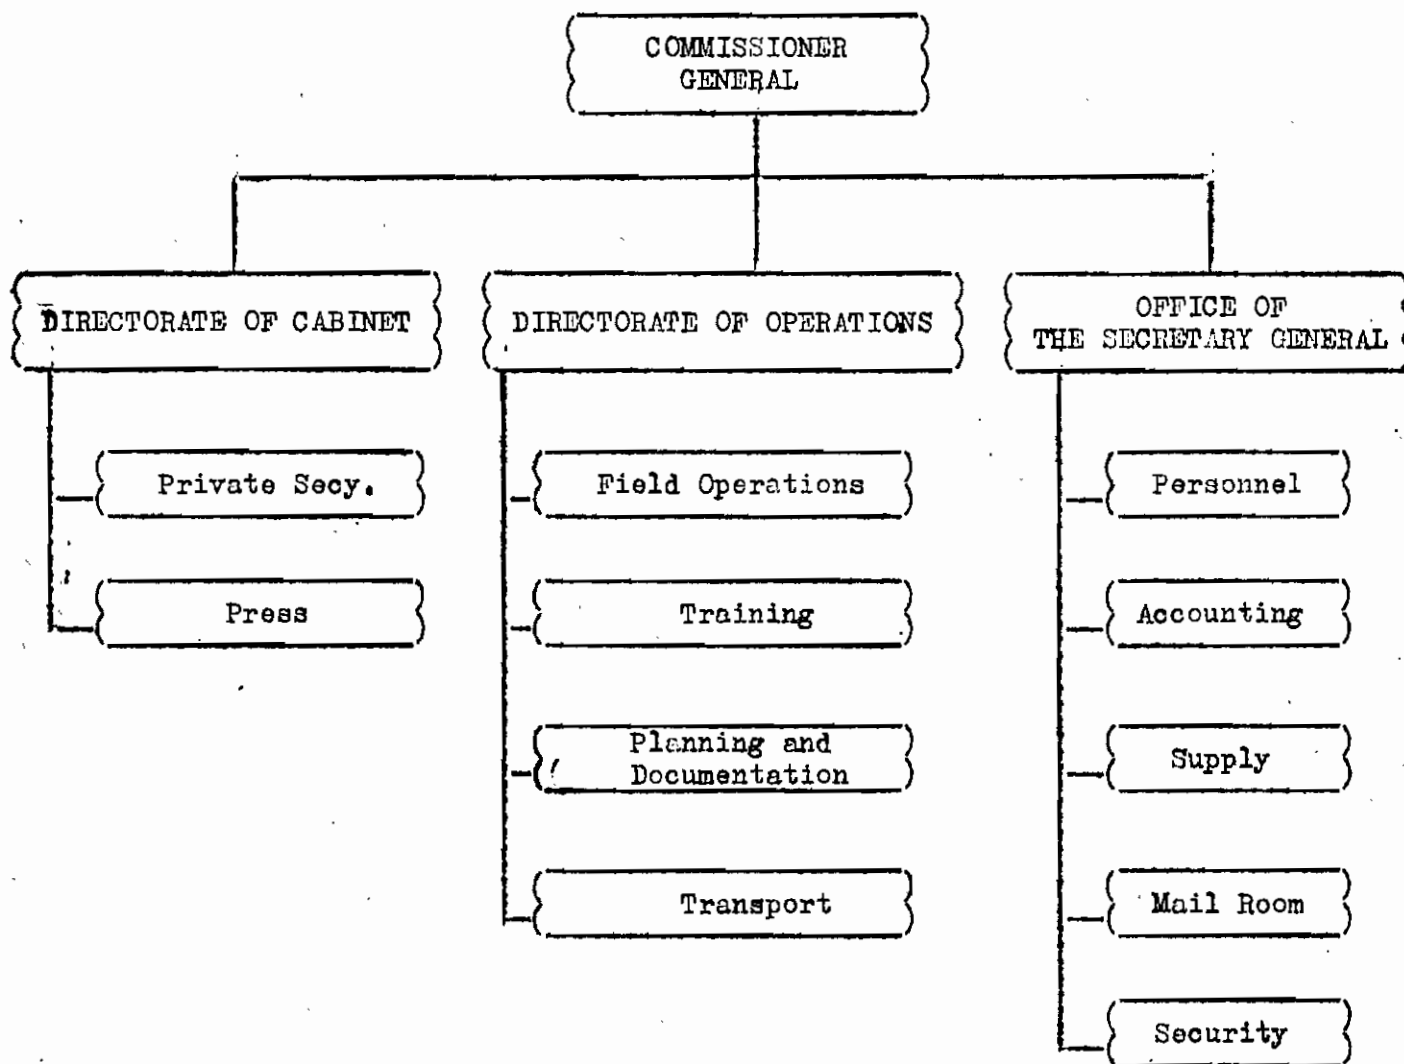 COMMISSIONER
GENERAL
DIRECTORATE OF CABINET
DIRECTORATE OF OPERATIONS
OFFICE OF
THE SECRETARY GENERAL
Private Secy.
Press
Field Operations
Training
Planning and
Documentation
Transport
Personnel
Accounting
Supply
Mail Room
Security